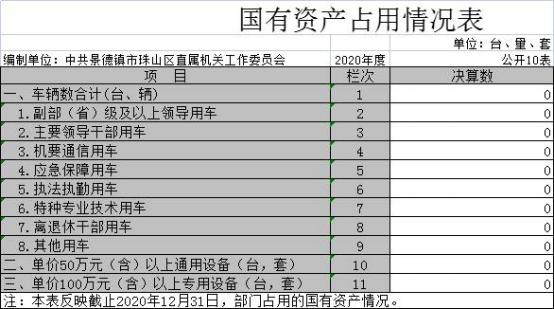 国有资产占用情况表
单位：台、量、套
编制单位：中共景德镇市珠山区直属机关工作委员会 2020年度 公开10表
项 目 栏次 决算数
一、车辆数合计(台、辆) 1 0
1.副部（省）级及以上领导用车 2 0
2.主要领导干部用车 3 0
3.机要通信用车 4 0
4.应急保障用车 5 0
5.执法执勤用车 6 0
6.特种专业技术用车 7 0
7.离退休干部用车 8 0
8.其他用车 9 0
二、单价50万元（含）以上通用设备（台，套） 10 0
三、单价100万元（含）以上专用设备（台，套） 11 0
注：本表反映截止2020年12月31日，部门占用的国有资产情况。